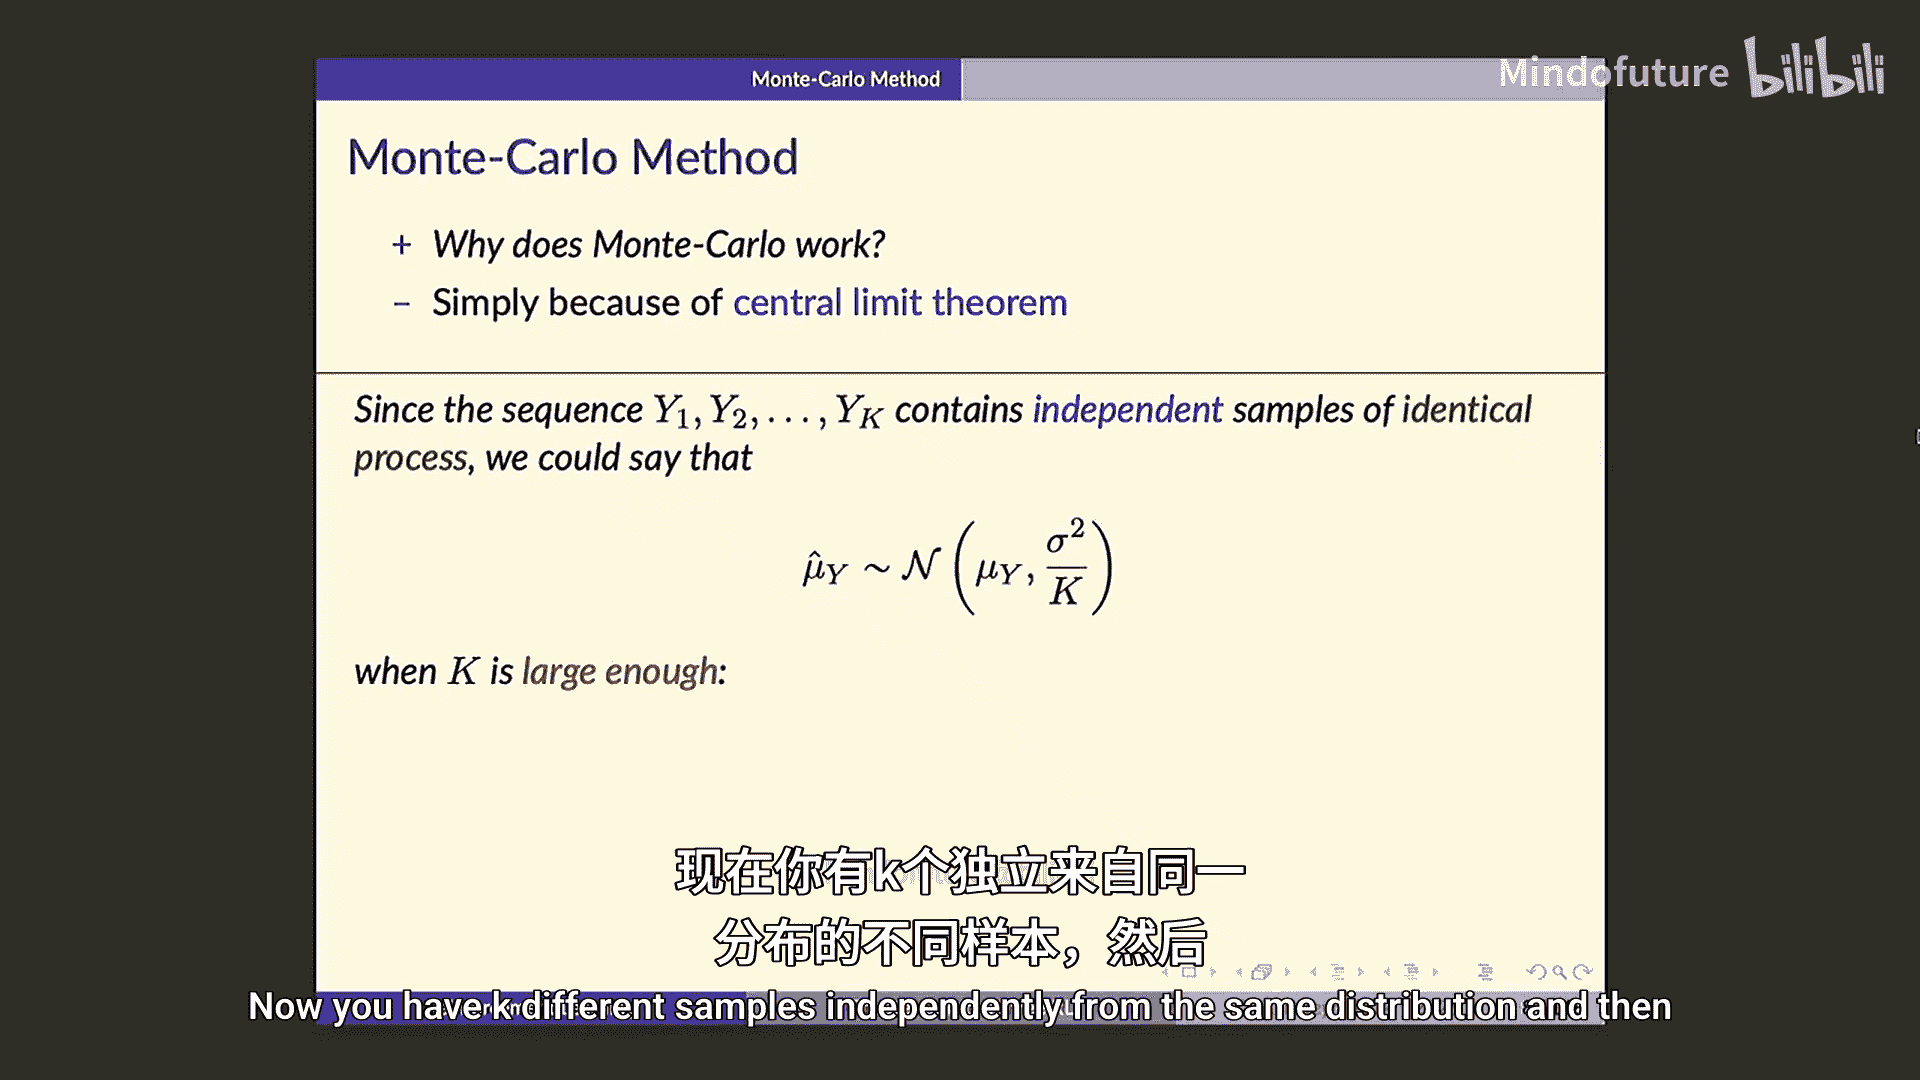 Monte-Carlo Method
Mindofuture bilibili
Monte-Carlo Method
+ Why does Monte-Carlo work?
− Simply because of central limit theorem
Since the sequence Y₁, Y₂, . . . , Y_K contains independent samples of identical
process, we could say that
μ̂_Y ∼ 𝒩 (μ_Y, σ²/K)
when K is large enough:
现在你有k个独立来自同一
分布的不同样本，然后
Now you have k different samples independently from the same distribution and then